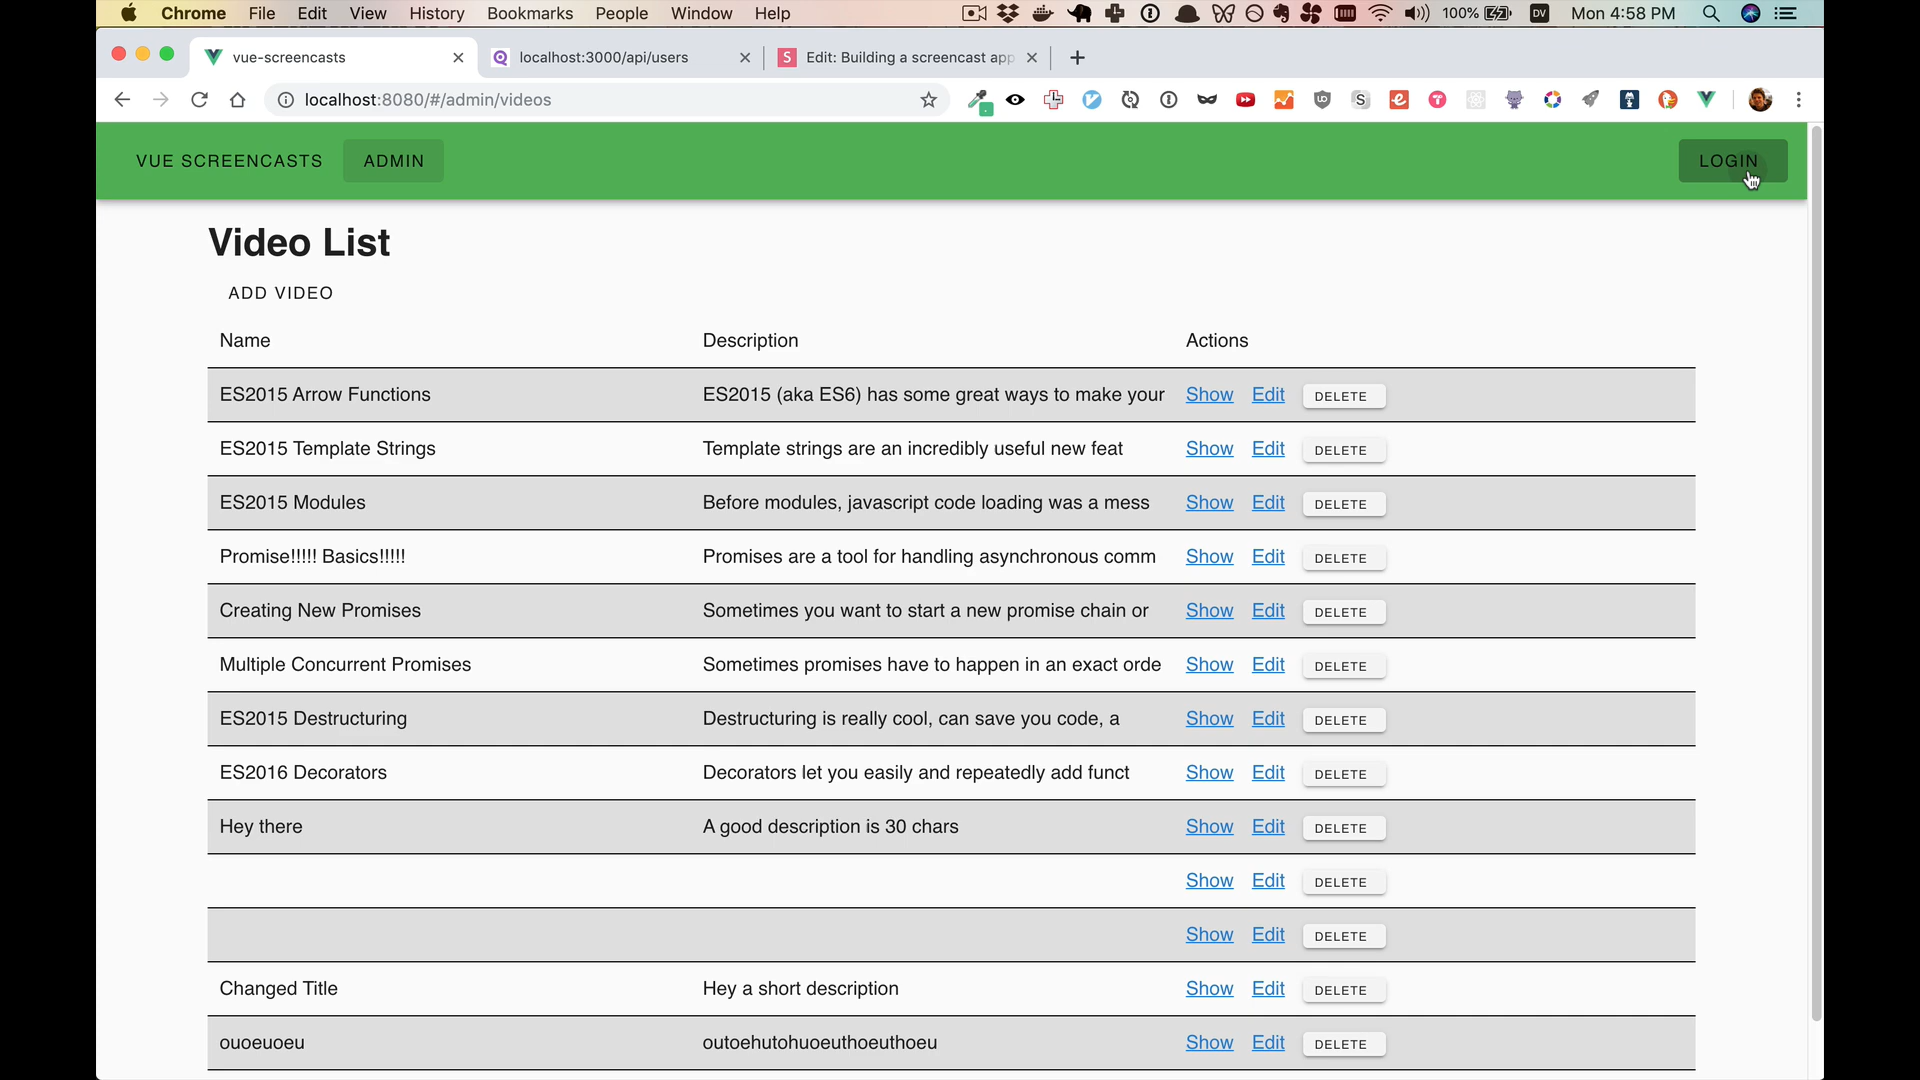 Chrome File Edit View History Bookmarks People Window Help 100% DV Mon 4:58 PM
vue-screencasts localhost:3000/api/users S Edit: Building a screencast app
localhost:8080/#/admin/videos
VUE SCREENCASTS ADMIN LOGIN
Video List
ADD VIDEO
Name Description Actions
ES2015 Arrow Functions ES2015 (aka ES6) has some great ways to make your Show Edit DELETE
ES2015 Template Strings Template strings are an incredibly useful new feat Show Edit DELETE
ES2015 Modules Before modules, javascript code loading was a mess Show Edit DELETE
Promise!!!!! Basics!!!!! Promises are a tool for handling asynchronous comm Show Edit DELETE
Creating New Promises Sometimes you want to start a new promise chain or Show Edit DELETE
Multiple Concurrent Promises Sometimes promises have to happen in an exact orde Show Edit DELETE
ES2015 Destructuring Destructuring is really cool, can save you code, a Show Edit DELETE
ES2016 Decorators Decorators let you easily and repeatedly add funct Show Edit DELETE
Hey there A good description is 30 chars Show Edit DELETE
Show Edit DELETE
Show Edit DELETE
Changed Title Hey a short description Show Edit DELETE
ouoeuoeu outoehutohuoeuthoeuthoeu Show Edit DELETE